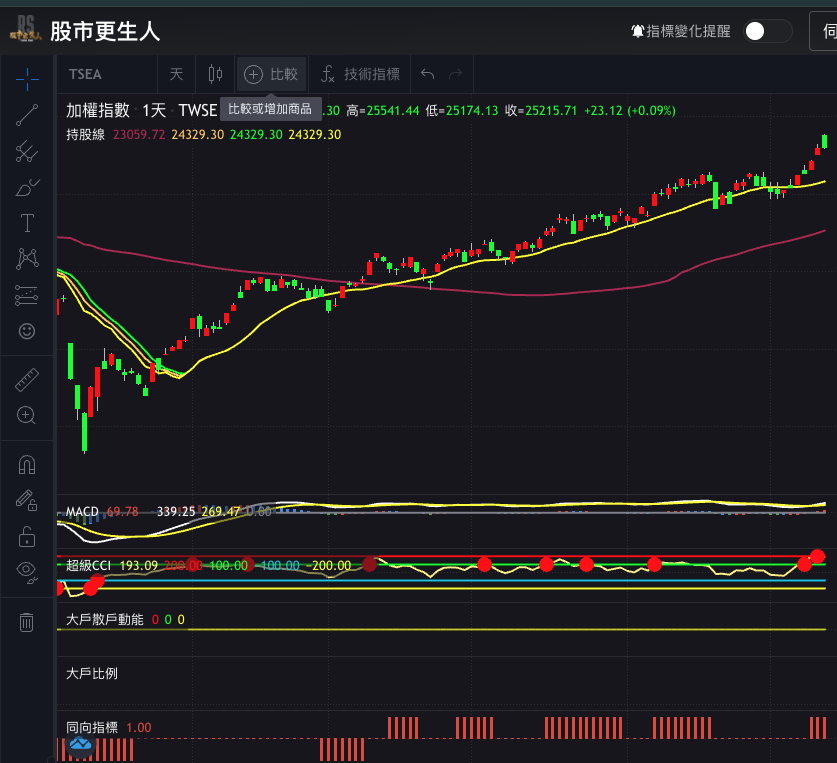 股市更生人
指標變化提醒
TSEA 天 比較 技術指標
加權指數 · 1天 · TWSE .30 高=25541.44 低=25174.13 收=25215.71 +23.12 (+0.09%)
比較或增加商品
持股線 23059.72 24329.30 24329.30 24329.30
MACD 69.78 339.25 269.47 0.00
超級CCI 193.09 200.00 100.00 -100.00 -200.00
大戶散戶動能 0 0 0
大戶比例
同向指標 1.00